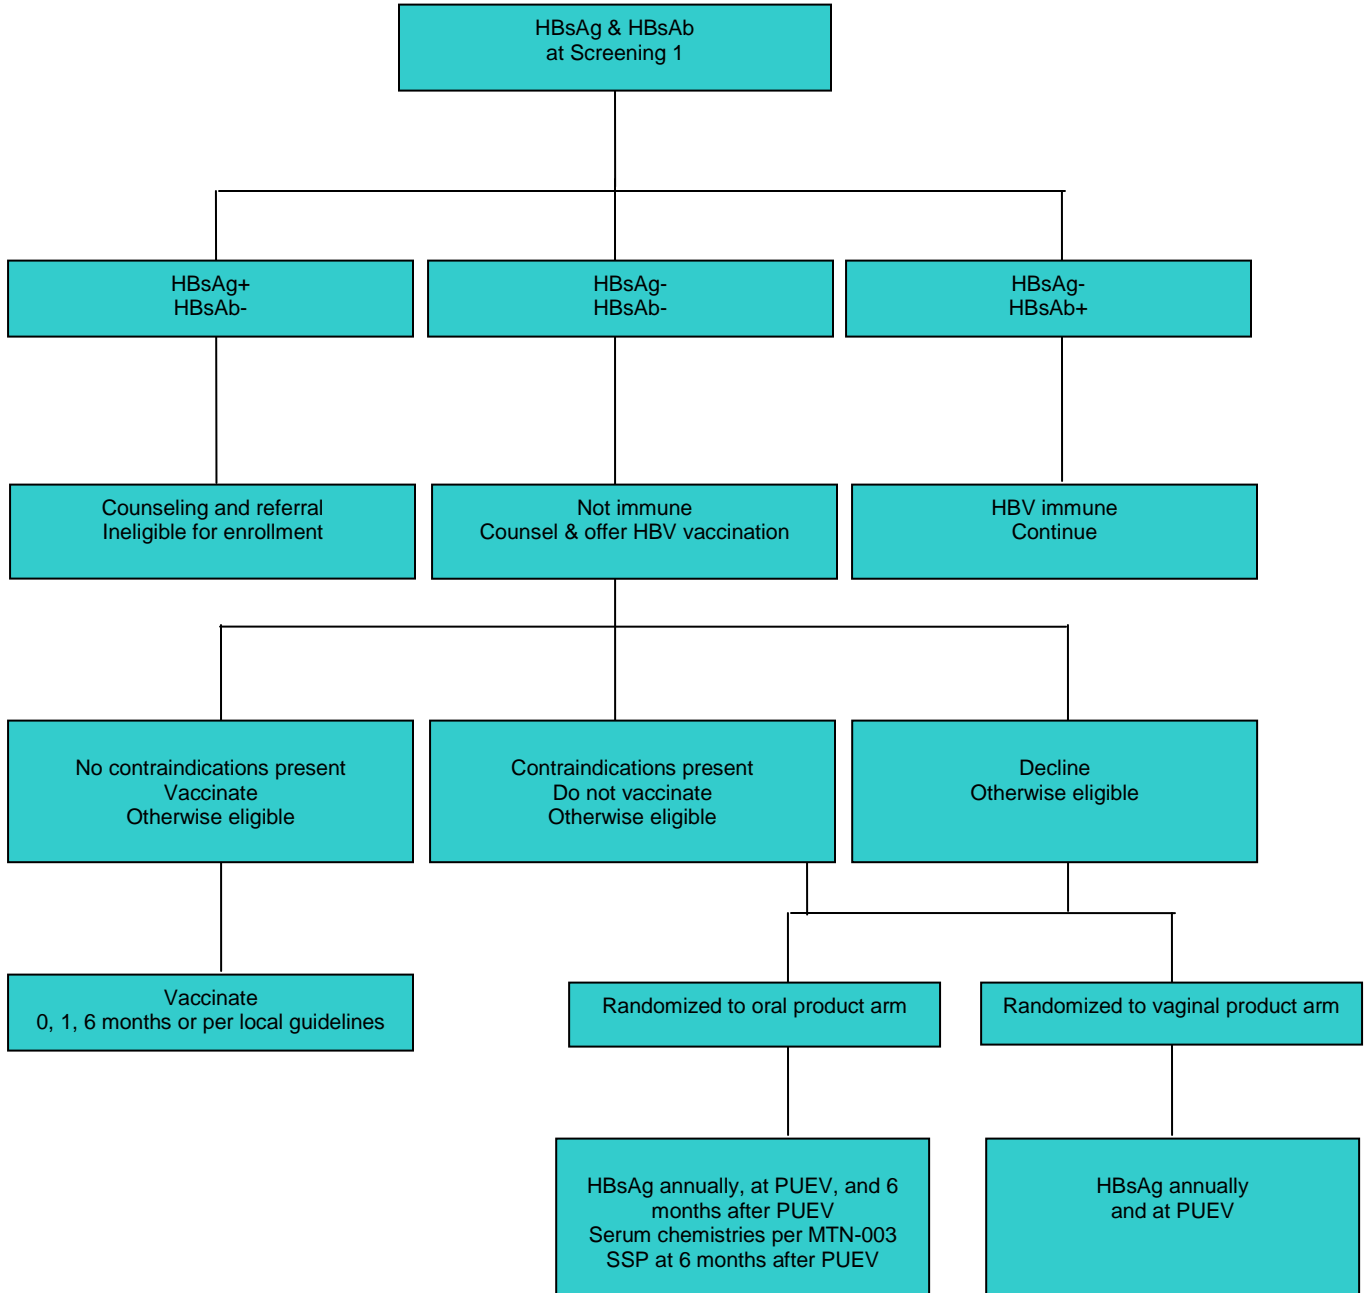 HBsAg & HBsAb
at Screening 1
HBsAg+
HBsAb-
HBsAg-
HBsAb-
HBsAg-
HBsAb+
Counseling and referral
Ineligible for enrollment
Not immune
Counsel & offer HBV vaccination
HBV immune
Continue
No contraindications present
Vaccinate
Otherwise eligible
Contraindications present
Do not vaccinate
Otherwise eligible
Decline
Otherwise eligible
Vaccinate
0, 1, 6 months or per local guidelines
Randomized to oral product arm
Randomized to vaginal product arm
HBsAg annually, at PUEV, and 6
months after PUEV
Serum chemistries per MTN-003
SSP at 6 months after PUEV
HBsAg annually
and at PUEV